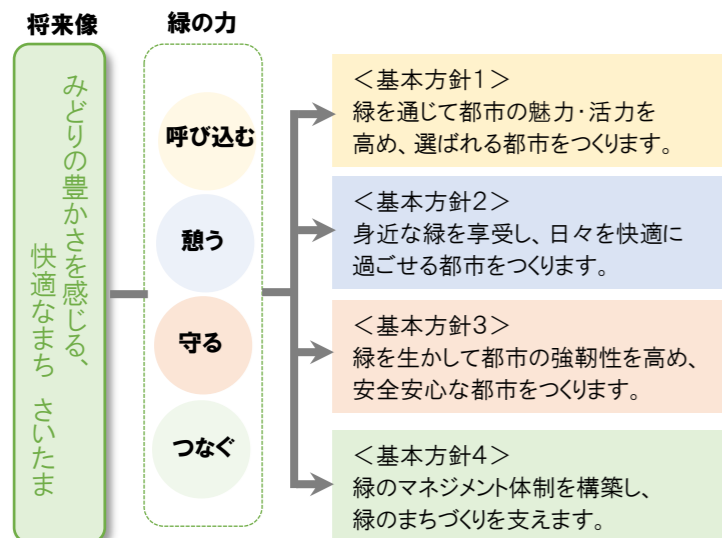 将来像
みどりの豊かさを感じる、
快適なまち さいたま
緑の力
呼び込む
憩う
守る
つなぐ
＜基本方針1＞
緑を通じて都市の魅力・活力を
高め、選ばれる都市をつくります。
＜基本方針2＞
身近な緑を享受し、日々を快適に
過ごせる都市をつくります。
＜基本方針3＞
緑を生かして都市の強靭性を高め、
安全安心な都市をつくります。
＜基本方針4＞
緑のマネジメント体制を構築し、
緑のまちづくりを支えます。